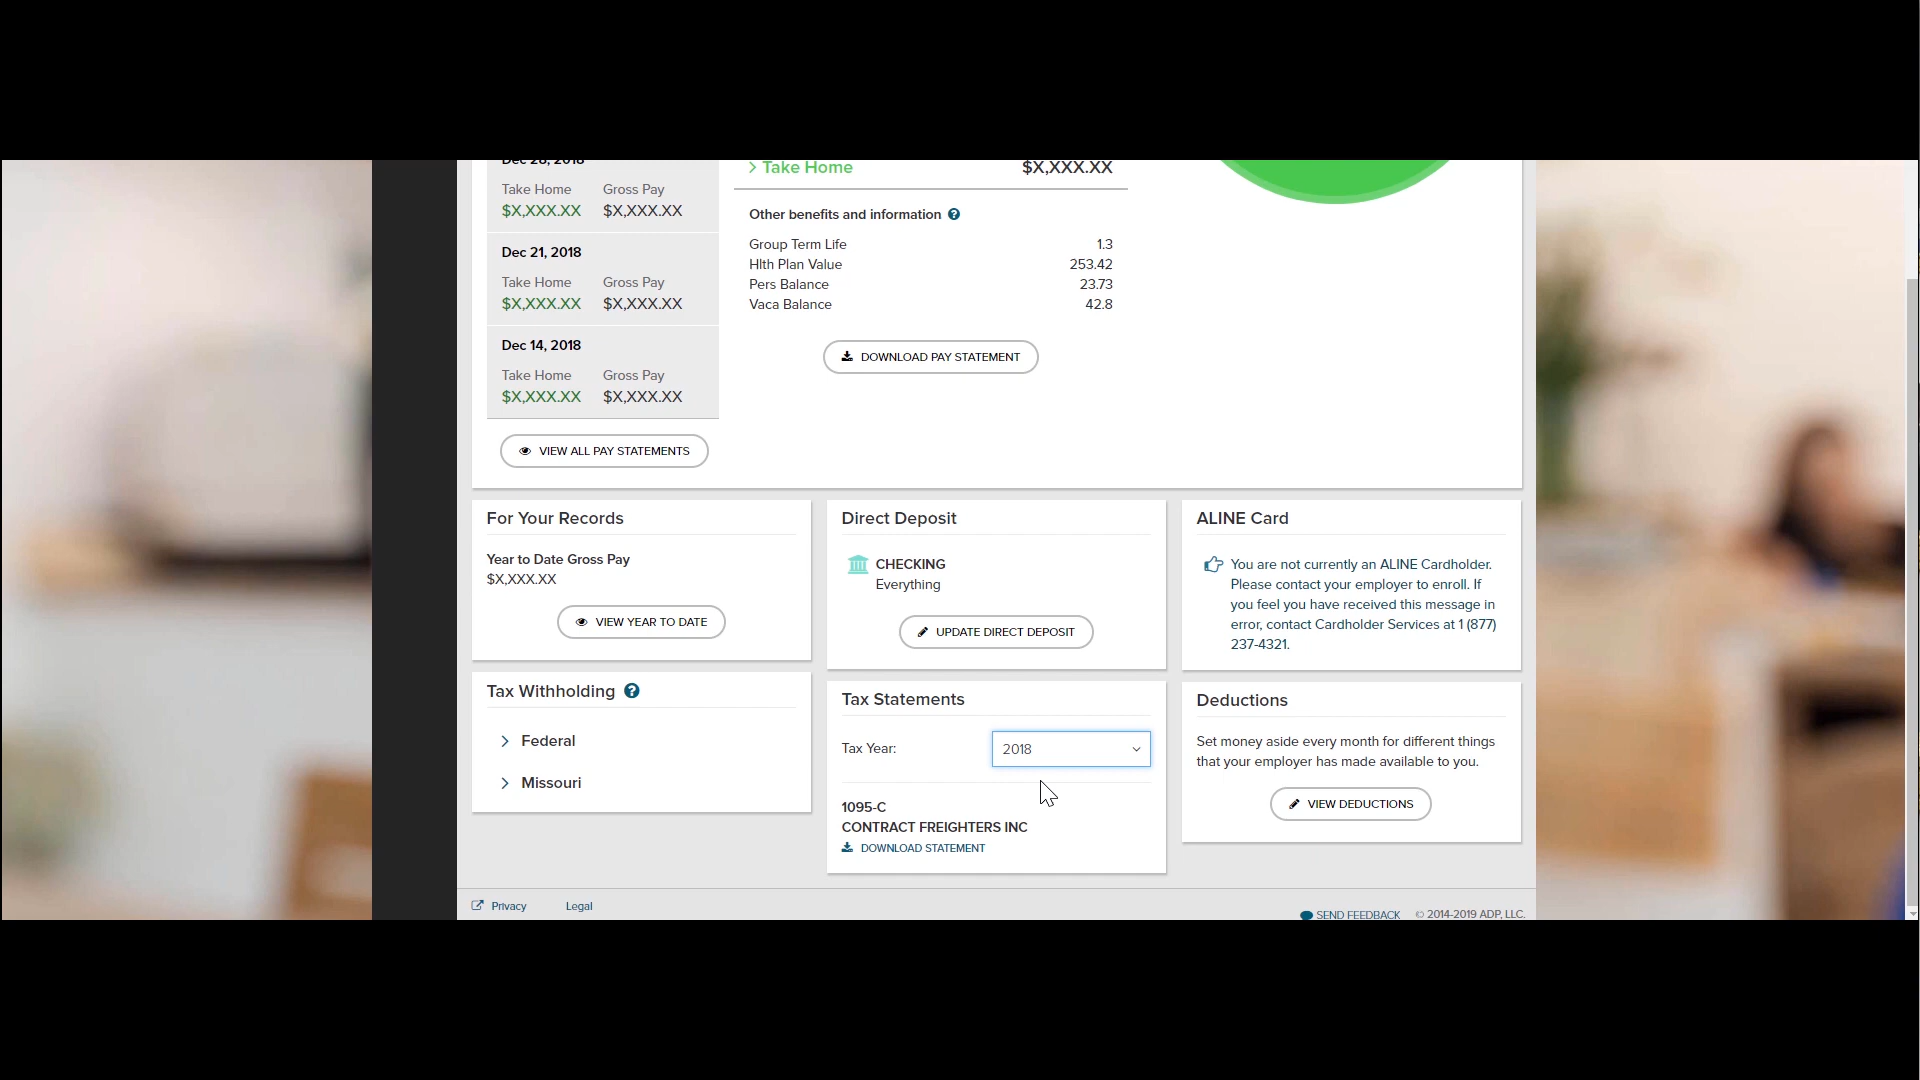 Dec 28, 2018
Take Home Gross Pay
$X,XXX.XX $X,XXX.XX
Dec 21, 2018
Take Home Gross Pay
$X,XXX.XX $X,XXX.XX
Dec 14, 2018
Take Home Gross Pay
$X,XXX.XX $X,XXX.XX
VIEW ALL PAY STATEMENTS
Take Home $X,XXX.XX
Other benefits and information
Group Term Life 1.3
Hlth Plan Value 253.42
Pers Balance 23.73
Vaca Balance 42.8
DOWNLOAD PAY STATEMENT
For Your Records
Year to Date Gross Pay
$X,XXX.XX
VIEW YEAR TO DATE
Direct Deposit
CHECKING
Everything
UPDATE DIRECT DEPOSIT
ALINE Card
You are not currently an ALINE Cardholder.
Please contact your employer to enroll. If
you feel you have received this message in
error, contact Cardholder Services at 1 (877)
237-4321.
Tax Withholding
Federal
Missouri
Tax Statements
Tax Year: 2018
1095-C
CONTRACT FREIGHTERS INC
DOWNLOAD STATEMENT
Deductions
Set money aside every month for different things
that your employer has made available to you.
VIEW DEDUCTIONS
Privacy Legal
SEND FEEDBACK © 2014-2019 ADP, LLC.